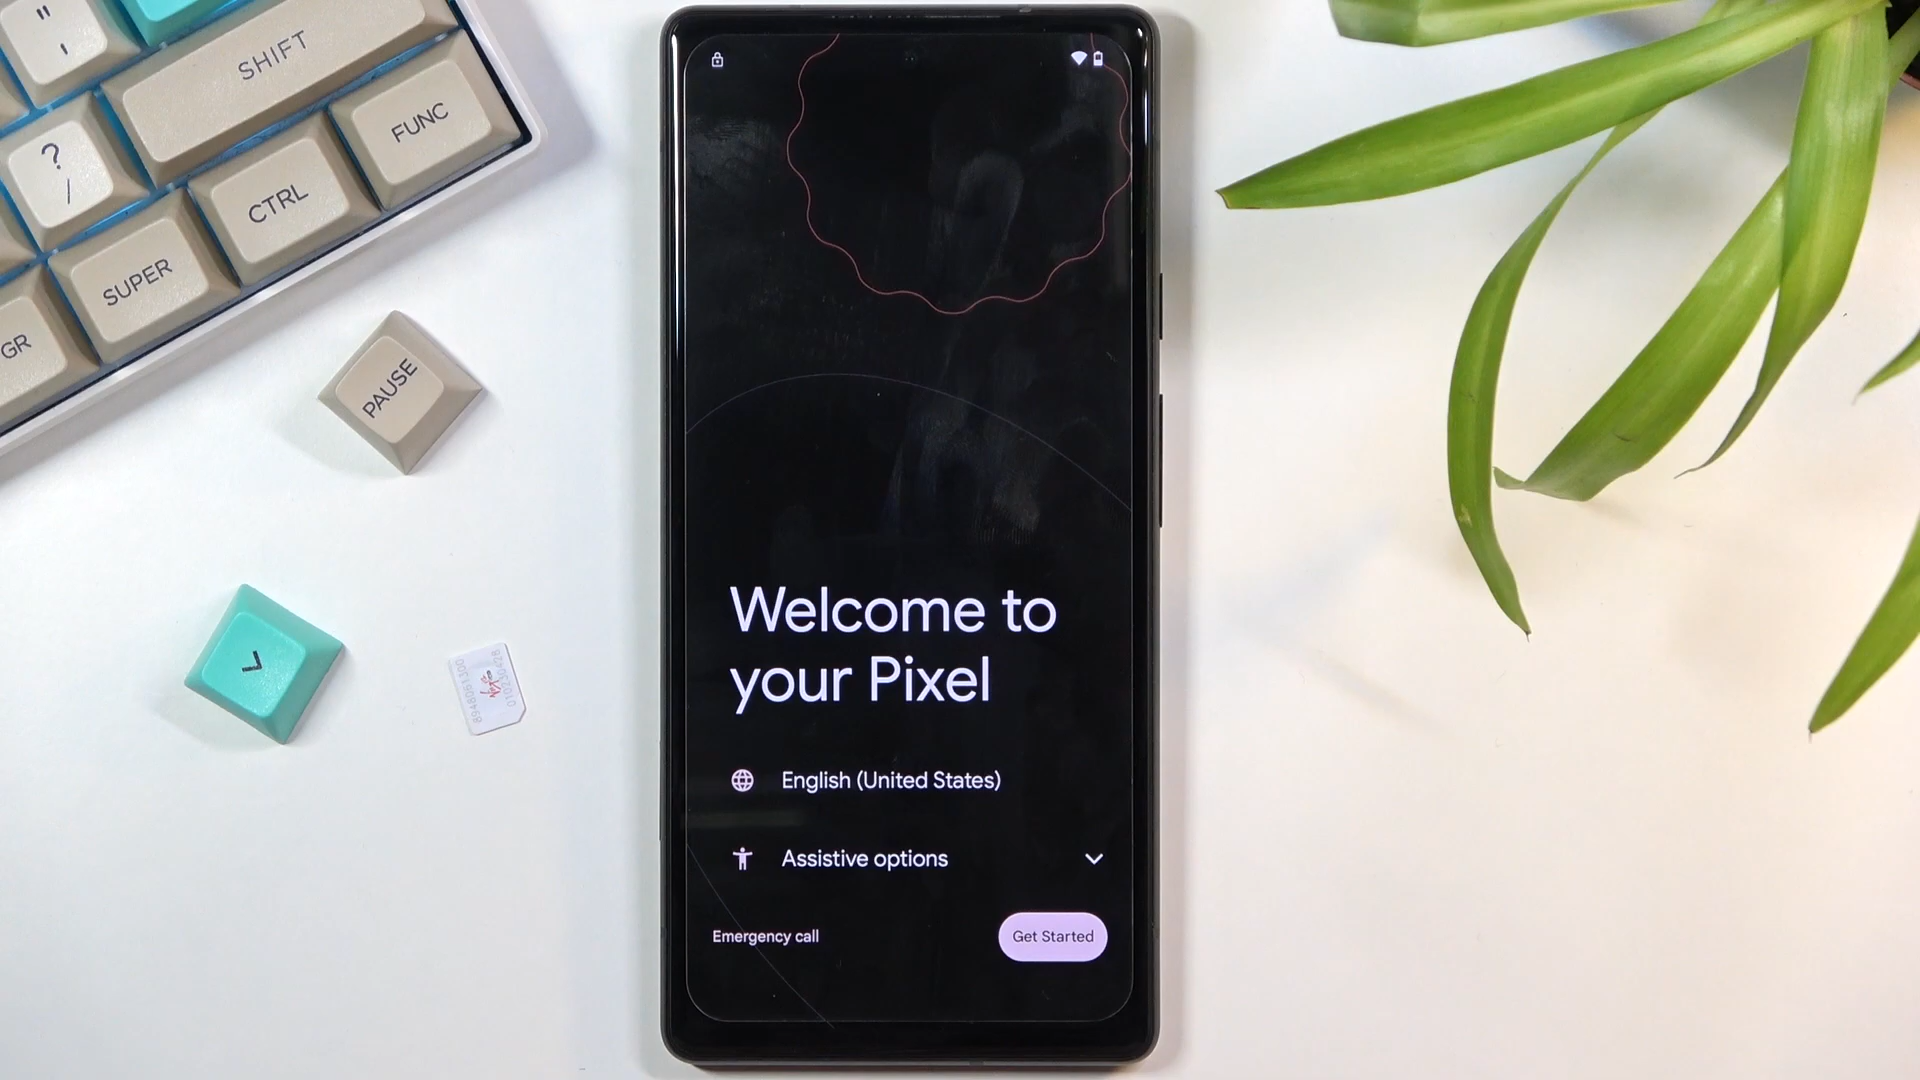 "
'
SHIFT
?
/
CTRL
FUNC
SUPER
GR
PAUSE
Welcome to
your Pixel
English (United States)
Assistive options
Emergency call
Get Started